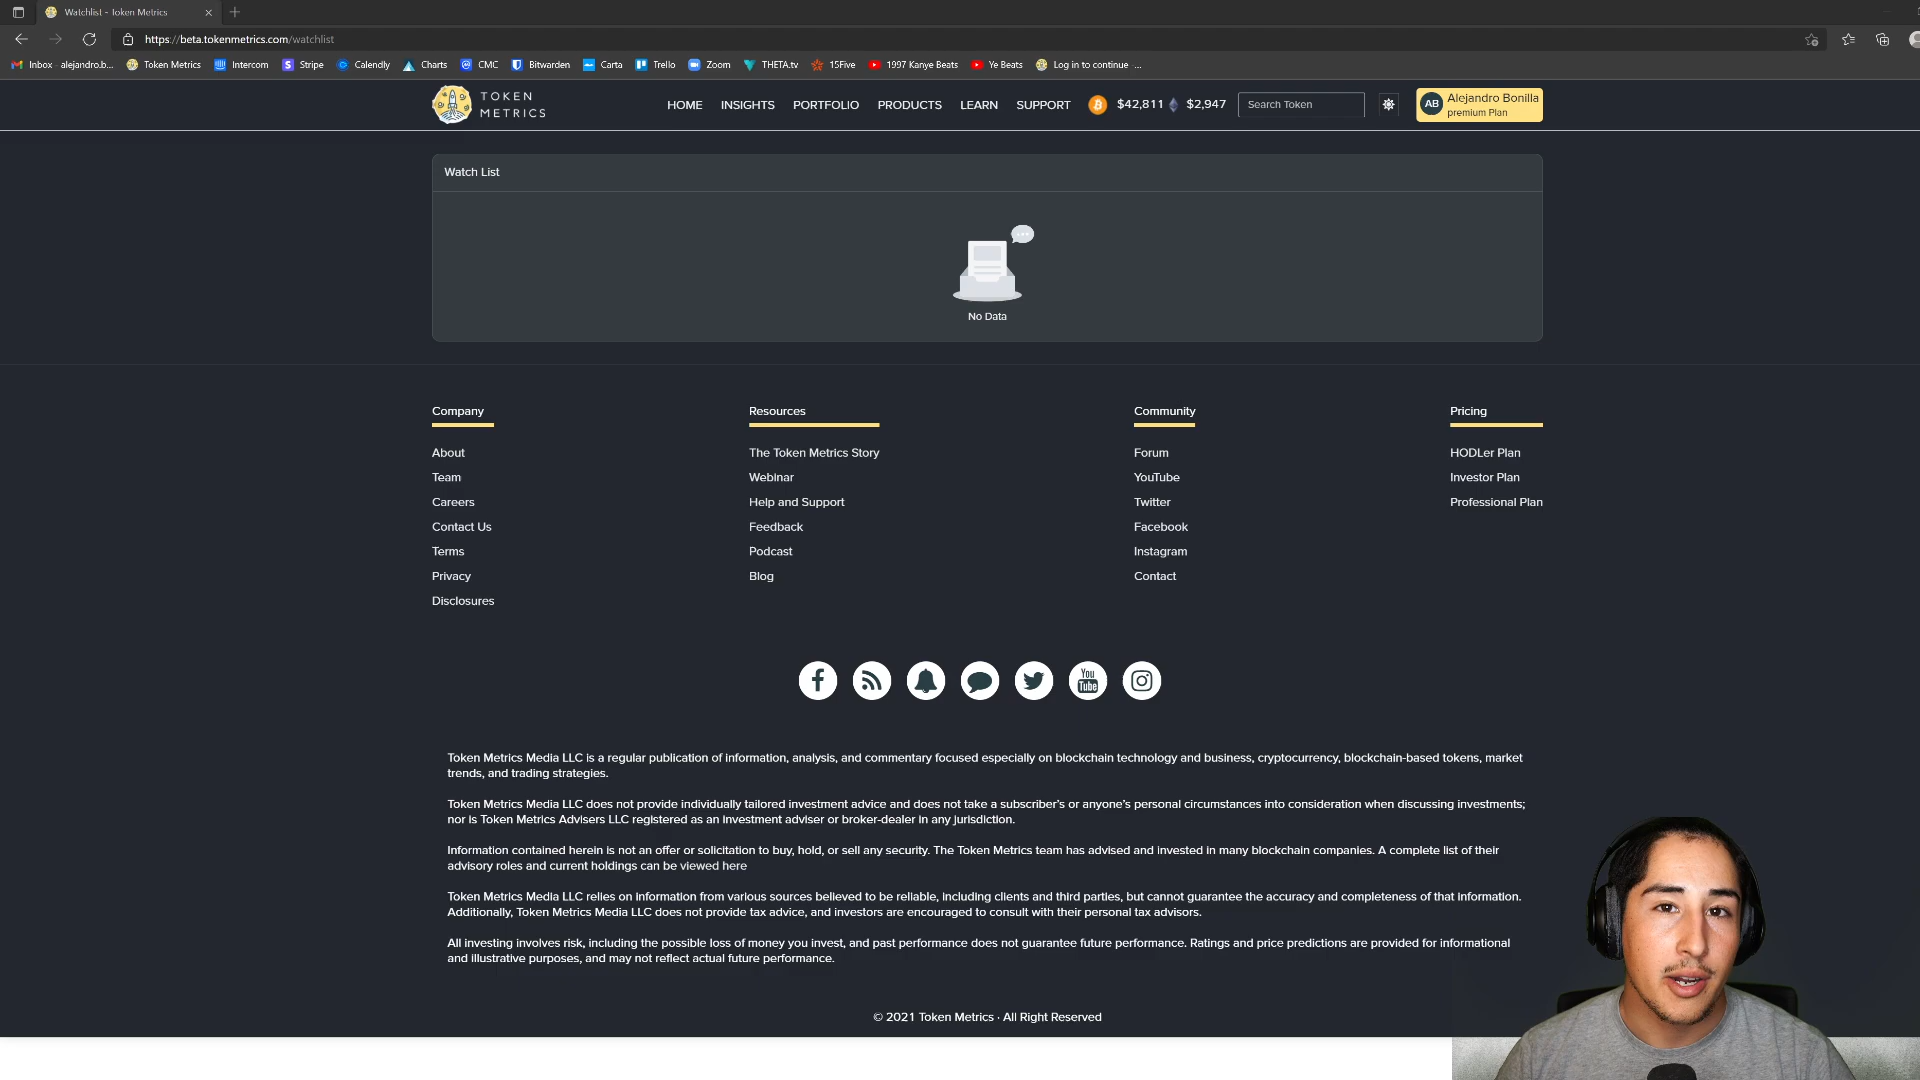 Watchlist - Token Metrics
https://beta.tokenmetrics.com/watchlist
Inbox - alejandro.b... Token Metrics Intercom Stripe Calendly Charts CMC Bitwarden Carta Trello Zoom THETA.tv 15Five 1997 Kanye Beats Ye Beats Log in to continue ...
TOKEN
METRICS
HOME INSIGHTS PORTFOLIO PRODUCTS LEARN SUPPORT $42,811 $2,947 Search Token
AB Alejandro Bonilla
premium Plan
Watch List
No Data
Company
About
Team
Careers
Contact Us
Terms
Privacy
Disclosures
Resources
The Token Metrics Story
Webinar
Help and Support
Feedback
Podcast
Blog
Community
Forum
YouTube
Twitter
Facebook
Instagram
Contact
Pricing
HODLer Plan
Investor Plan
Professional Plan
You
Tube
Token Metrics Media LLC is a regular publication of information, analysis, and commentary focused especially on blockchain technology and business, cryptocurrency, blockchain-based tokens, market
trends, and trading strategies.
Token Metrics Media LLC does not provide individually tailored investment advice and does not take a subscriber's or anyone's personal circumstances into consideration when discussing investments;
nor is Token Metrics Advisers LLC registered as an investment adviser or broker-dealer in any jurisdiction.
Information contained herein is not an offer or solicitation to buy, hold, or sell any security. The Token Metrics team has advised and invested in many blockchain companies. A complete list of their
advisory roles and current holdings can be viewed here
Token Metrics Media LLC relies on information from various sources believed to be reliable, including clients and third parties, but cannot guarantee the accuracy and completeness of that information.
Additionally, Token Metrics Media LLC does not provide tax advice, and investors are encouraged to consult with their personal tax advisors.
All investing involves risk, including the possible loss of money you invest, and past performance does not guarantee future performance. Ratings and price predictions are provided for informational
and illustrative purposes, and may not reflect actual future performance.
© 2021 Token Metrics · All Right Reserved